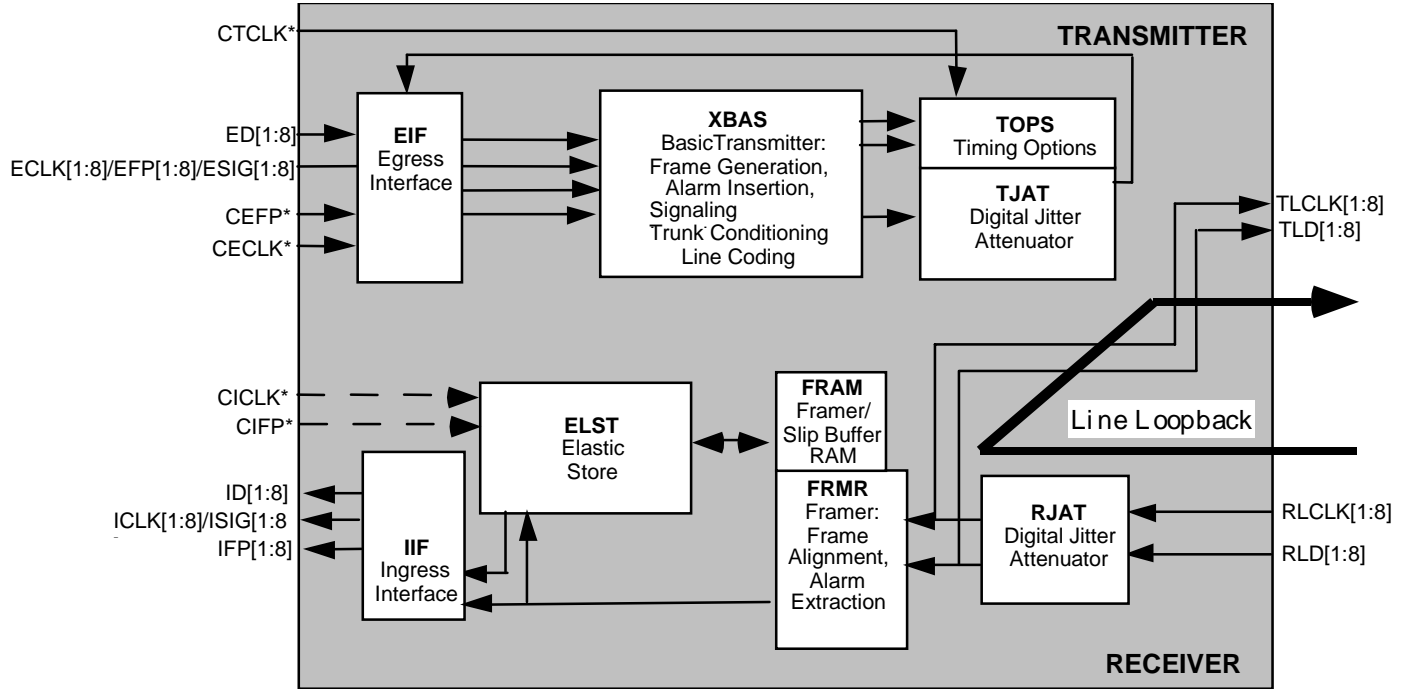 CTCLK*
TRANSMITTER
ED[1:8]
ECLK[1:8]/EFP[1:8]/ESIG[1:8]
CEFP*
CECLK*
EIF
Egress
Interface
XBAS
BasicTransmitter:
Frame Generation,
Alarm Insertion,
Signaling
Trunk Conditioning
Line Coding
TOPS
Timing Options
TJAT
Digital Jitter
Attenuator
TLCLK[1:8]
TLD[1:8]
Line Loopback
CICLK*
CIFP*
ELST
Elastic
Store
FRAM
Framer/
Slip Buffer
RAM
FRMR
Framer:
Frame
Alignment,
Alarm
Extraction
RJAT
Digital Jitter
Attenuator
RLCLK[1:8]
RLD[1:8]
ID[1:8]
ICLK[1:8]/ISIG[1:8
IFP[1:8]
IIF
Ingress
Interface
RECEIVER